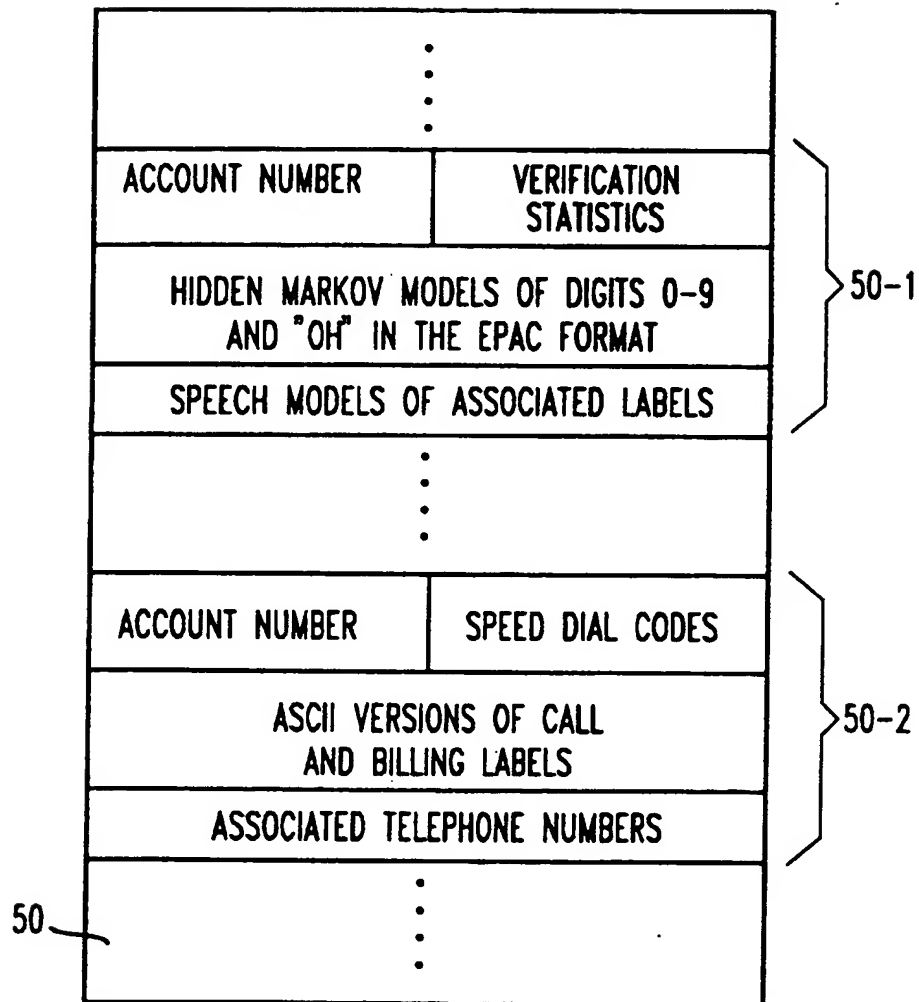 ACCOUNT NUMBER
VERIFICATION
STATISTICS
HIDDEN MARKOV MODELS OF DIGITS 0-9
AND "OH" IN THE EPAC FORMAT
SPEECH MODELS OF ASSOCIATED LABELS
50-1
ACCOUNT NUMBER
SPEED DIAL CODES
ASCII VERSIONS OF CALL
AND BILLING LABELS
ASSOCIATED TELEPHONE NUMBERS
50-2
50